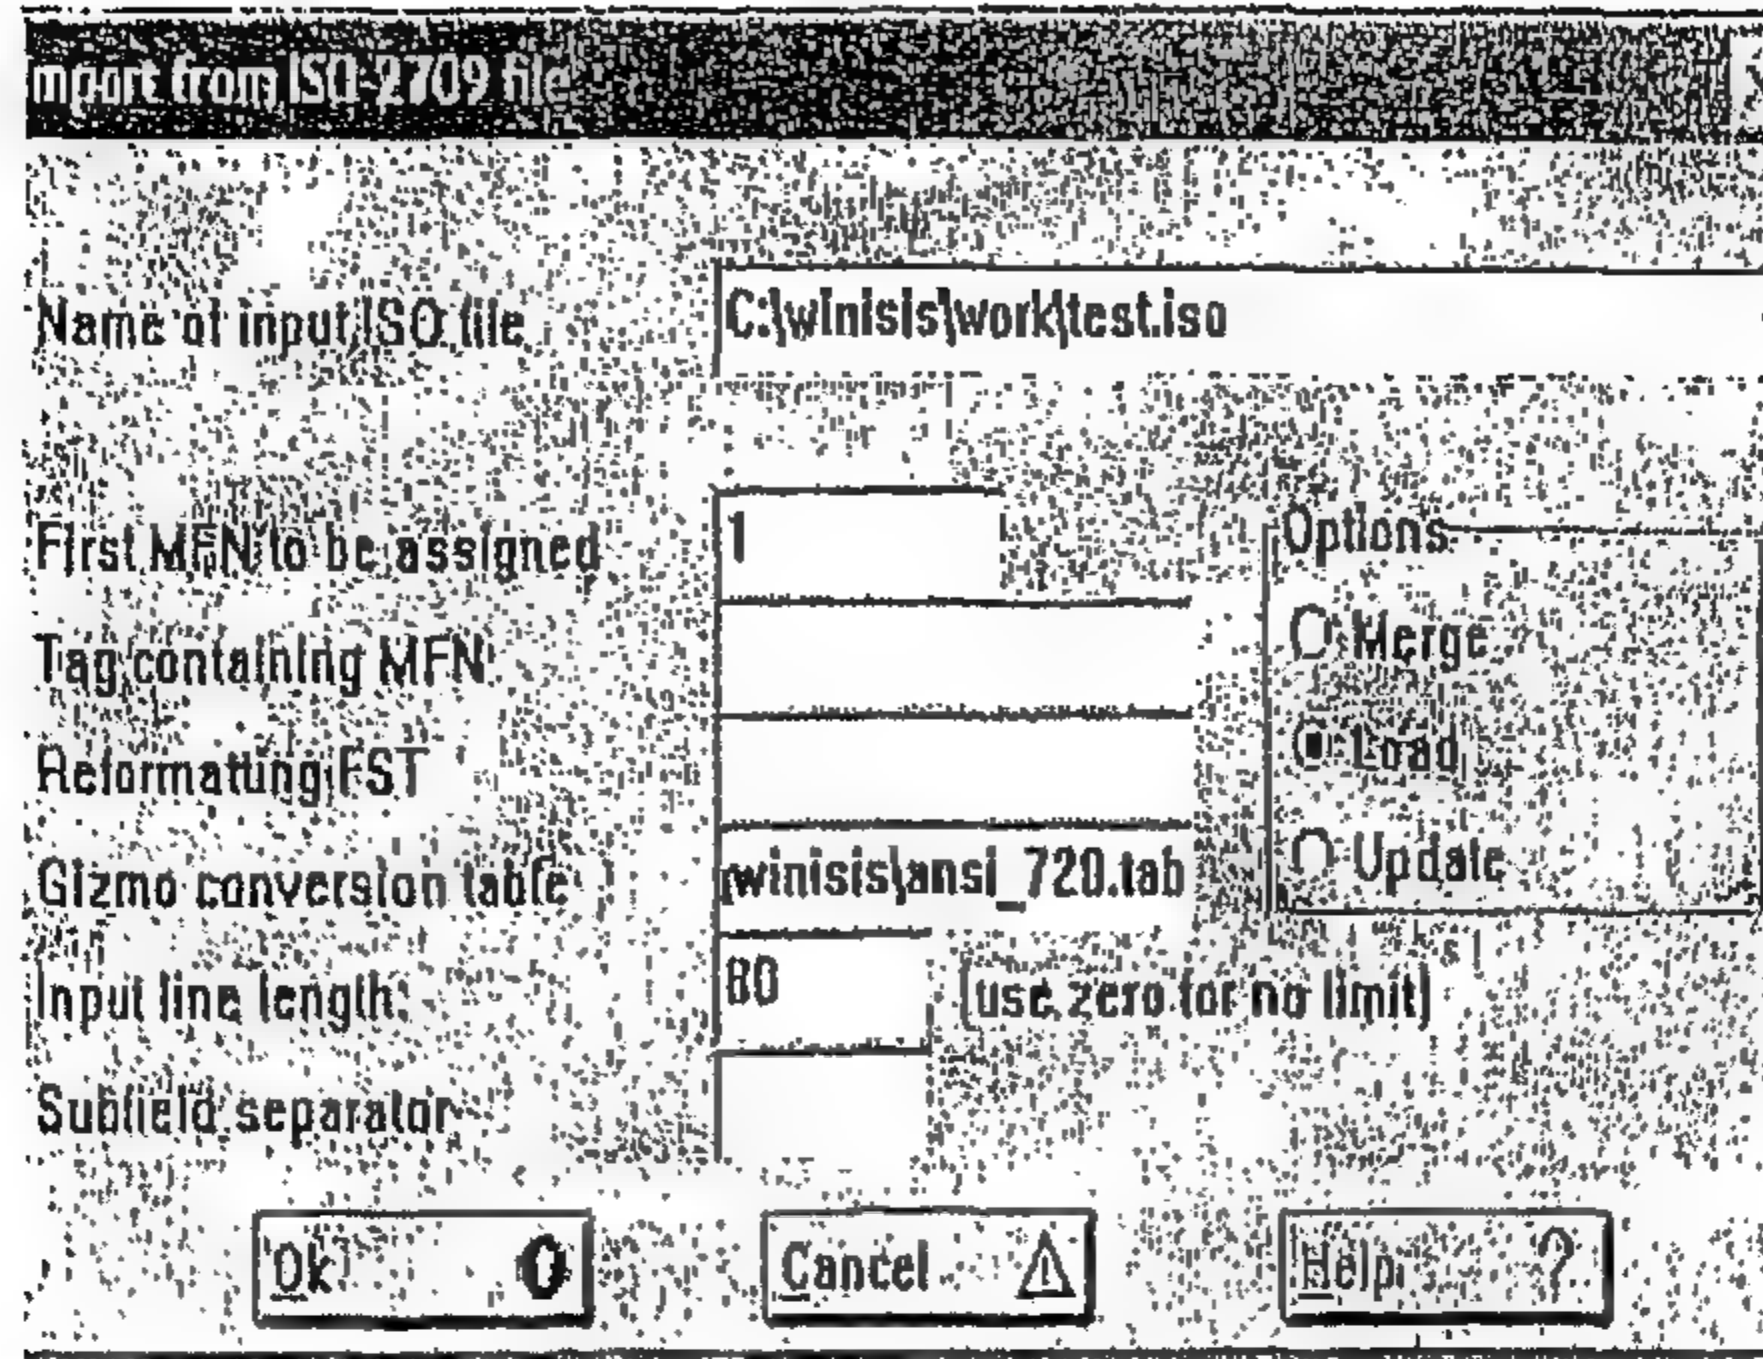 mport from ISO-2709 file
Name of input ISO file C:\winisis\work\test.iso
First MFN to be assigned 1
Options
Tag containing MFN
Merge
Reformatting FST
Load
Gizmo conversion table winisis\ansi_720.tab
Update
Input line length 80 (use zero for no limit)
Subfield separator
Ok Cancel Help ?